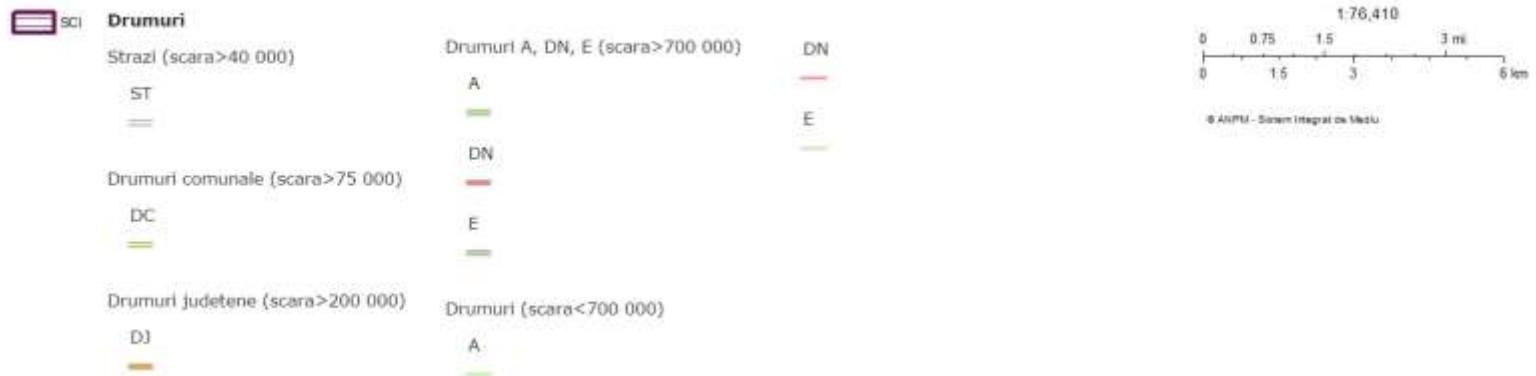 SCI
Drumuri
Strazi (scara>40 000)
ST
Drumuri comunale (scara>75 000)
DC
Drumuri judetene (scara>200 000)
DJ
Drumuri A, DN, E (scara>700 000)
A
DN
E
Drumuri (scara<700 000)
A
DN
E
1:76,410
0 0.75 1.5 3 mi
0 1.5 3 6 km
© ANPM - Sistem Integrat de Mediu